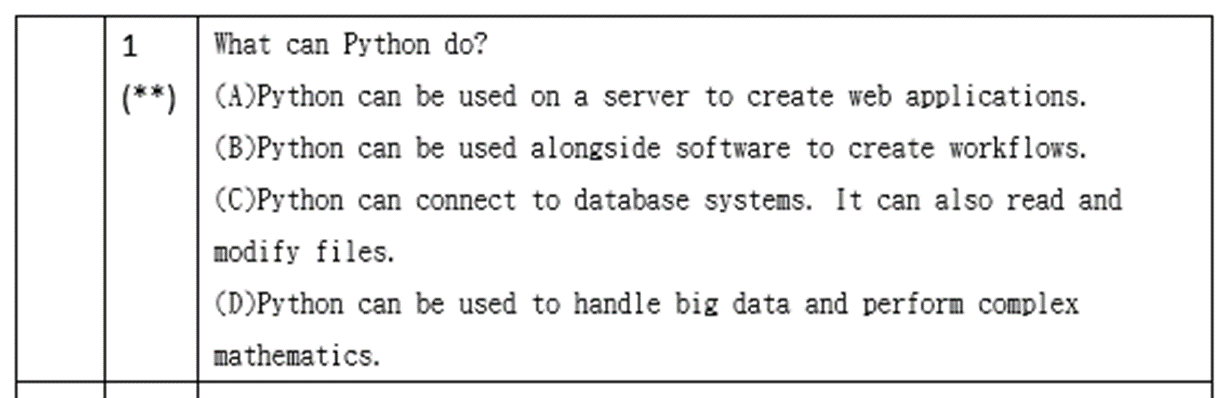 1
(**)
What can Python do?
(A)Python can be used on a server to create web applications.
(B)Python can be used alongside software to create workflows.
(C)Python can connect to database systems. It can also read and
modify files.
(D)Python can be used to handle big data and perform complex
mathematics.